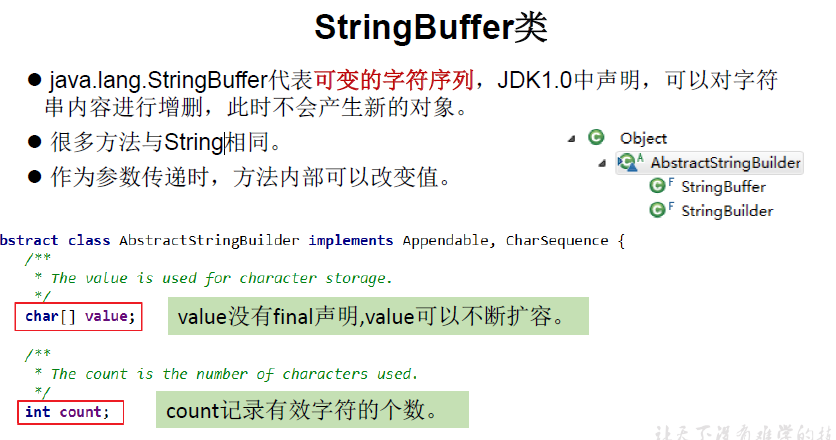 StringBuffer类
● java.lang.StringBuffer代表可变的字符序列，JDK1.0中声明，可以对字符
串内容进行增删，此时不会产生新的对象。
● 很多方法与String相同。
● 作为参数传递时，方法内部可以改变值。
Object
AbstractStringBuilder
StringBuffer
StringBuilder
bstract class AbstractStringBuilder implements Appendable, CharSequence {
/**
* The value is used for character storage.
*/
char[] value;
value没有final声明,value可以不断扩容。
/**
* The count is the number of characters used.
*/
int count;
count记录有效字符的个数。
让天下没有难学的技